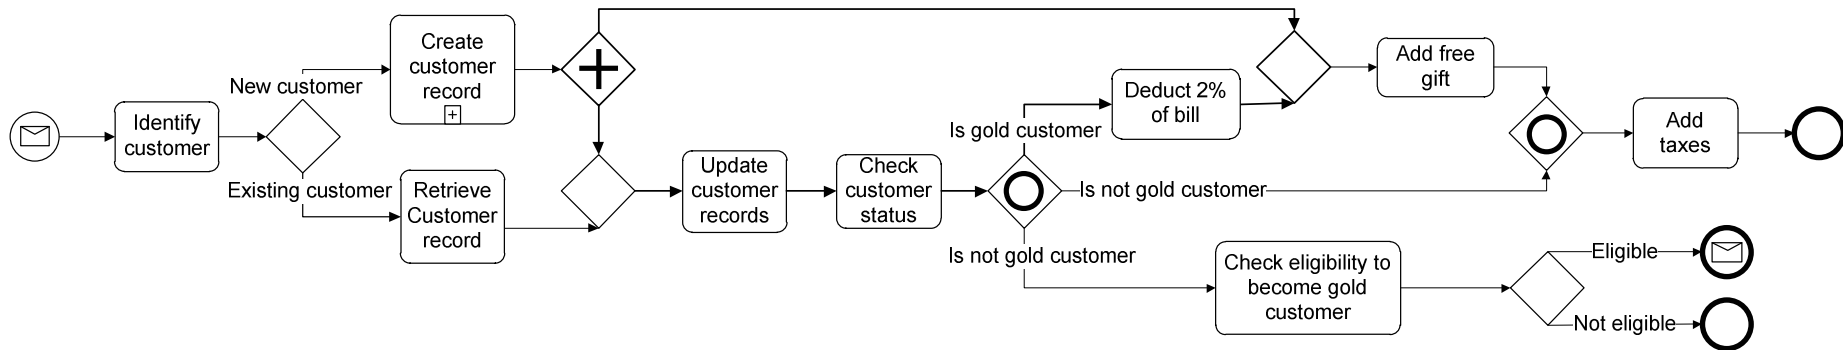 Create
customer
record
New customer
Identify
customer
Existing customer
Retrieve
Customer
record
Update
customer
records
Check
customer
status
Is gold customer
Deduct 2%
of bill
Add free
gift
Is not gold customer
Add
taxes
Is not gold customer
Check eligibility to
become gold
customer
Eligible
Not eligible